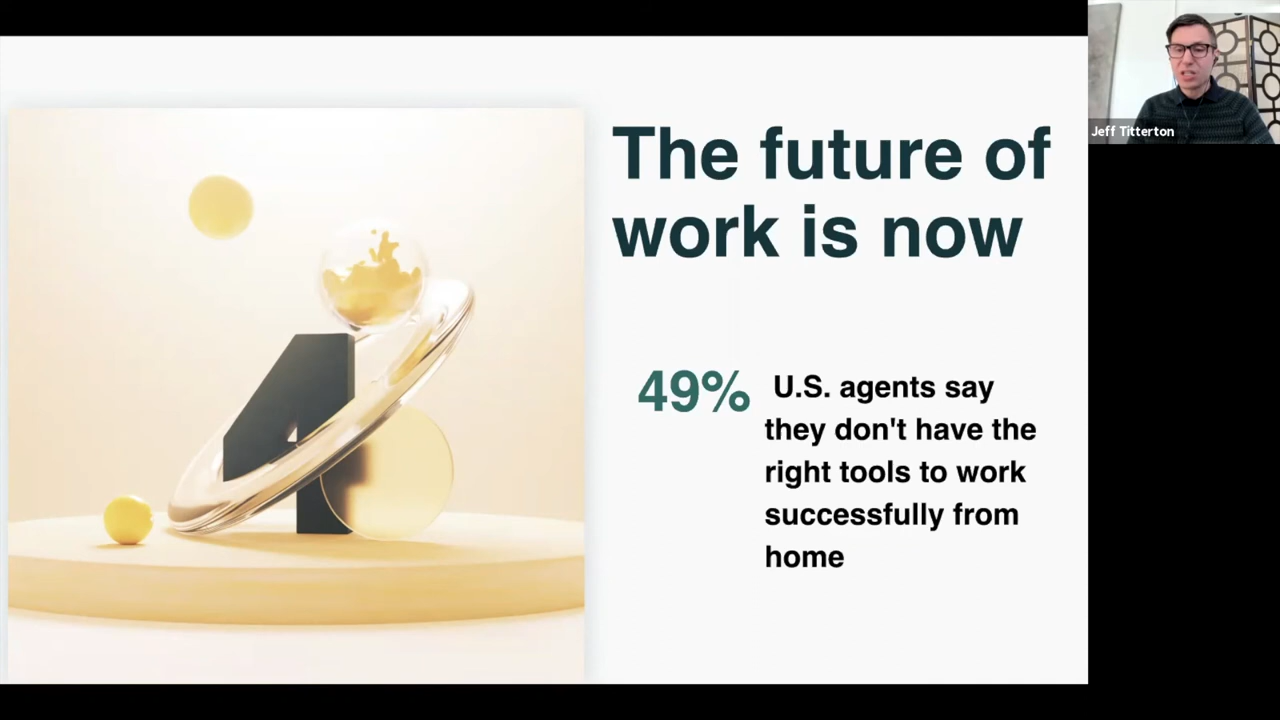 The future of
work is now
49% U.S. agents say
they don't have the
right tools to work
successfully from
home
Jeff Titterton